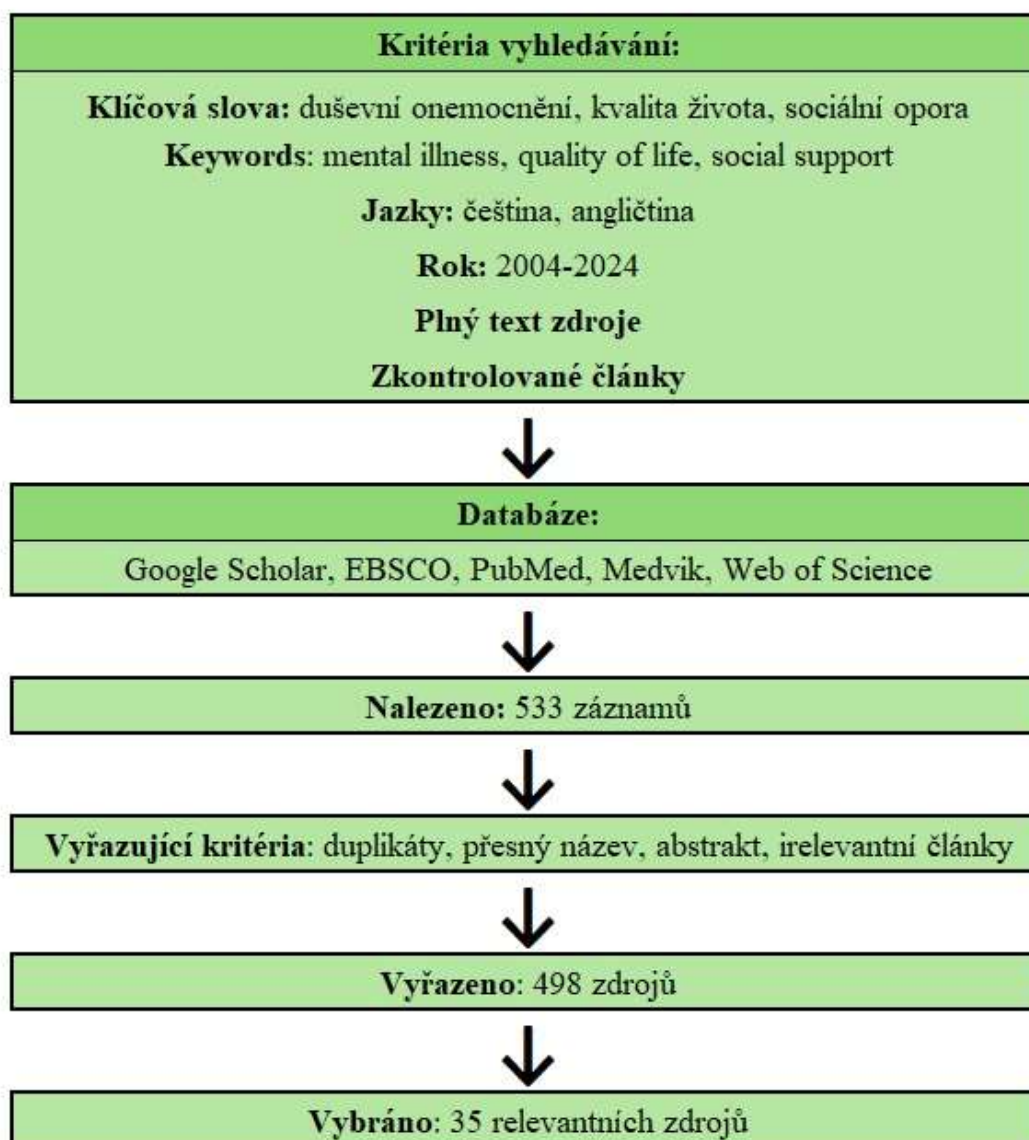 Kritéria vyhledávání:
Klíčová slova: duševní onemocnění, kvalita života, sociální opora
Keywords: mental illness, quality of life, social support
Jazyky: čeština, angličtina
Rok: 2004-2024
Plný text zdroje
Zkontrolované články
Databáze:
Google Scholar, EBSCO, PubMed, Medvik, Web of Science
Nalezeno: 533 záznamů
Vyřazující kritéria: duplikáty, přesný název, abstrakt, irelevantní články
Vyřazeno: 498 zdrojů
Vybráno: 35 relevantních zdrojů